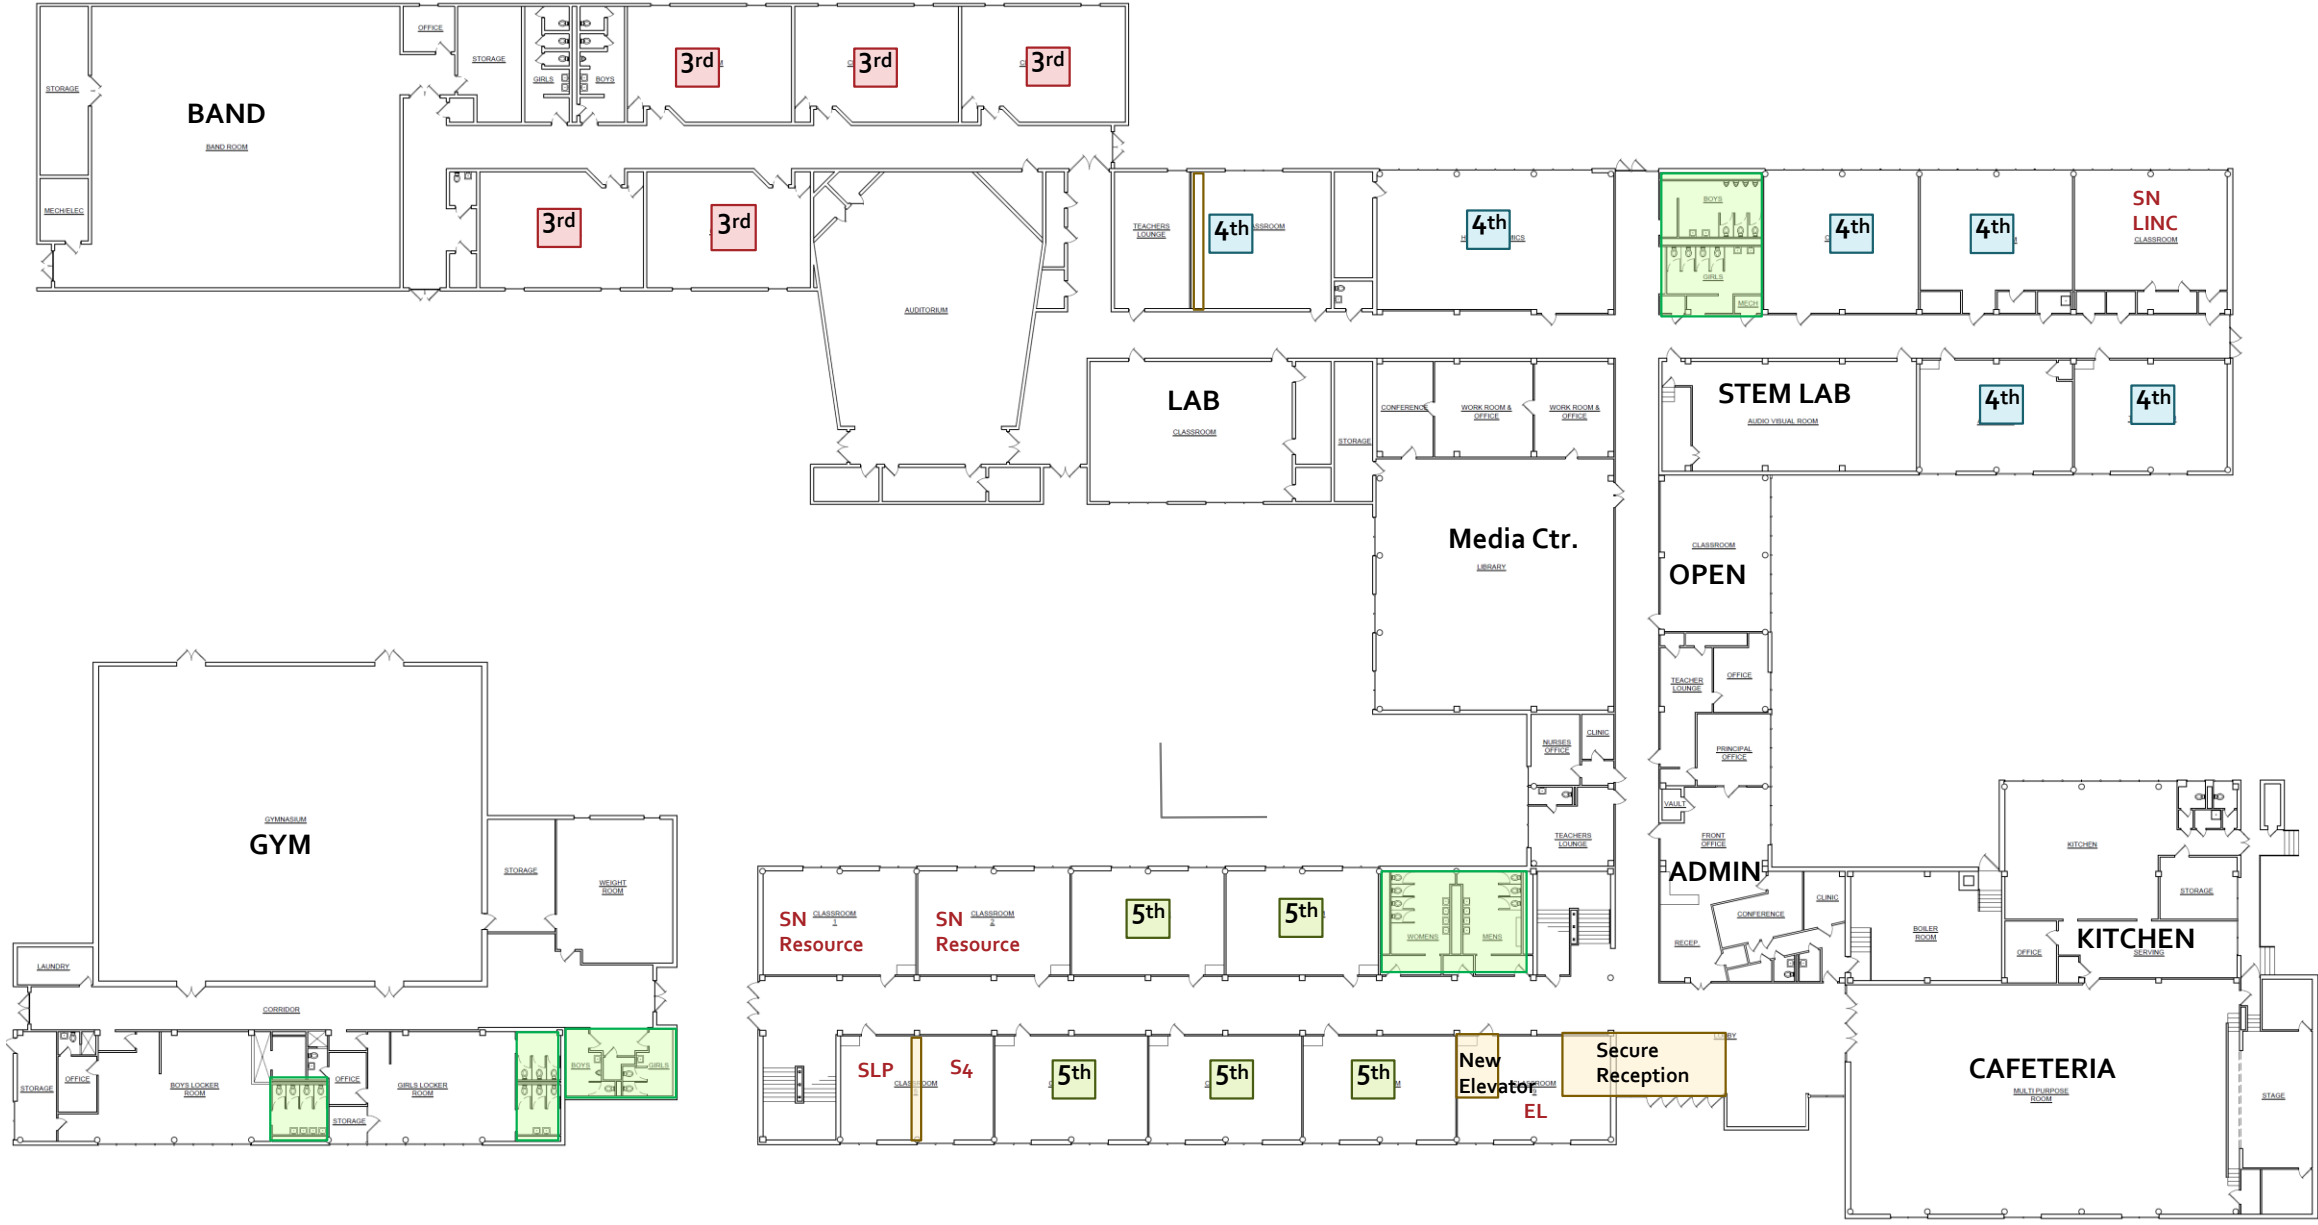 OFFICE
STORAGE
GIRLS
BOYS
STORAGE
BAND
BAND ROOM
MECH/ELEC
3rd
3rd
3rd
3rd
3rd
AUDITORIUM
TEACHERS
LOUNGE
4th
4th
BOYS
GIRLS
MECH
4th
4th
SN
LINC
CLASSROOM
LAB
CLASSROOM
STORAGE
CONFERENCE
WORK ROOM &
OFFICE
WORK ROOM &
OFFICE
STEM LAB
AUDIO VISUAL ROOM
4th
4th
Media Ctr.
LIBRARY
CLASSROOM
OPEN
TEACHER
LOUNGE
OFFICE
PRINCIPAL
OFFICE
NURSES
OFFICE
CLINIC
VAULT
TEACHERS
LOUNGE
FRONT
OFFICE
ADMIN
CONFERENCE
CLINIC
RECEP.
BOILER
ROOM
KITCHEN
STORAGE
OFFICE
KITCHEN
SERVING
GYMNASIUM
GYM
STORAGE
WEIGHT
ROOM
LAUNDRY
CORRIDOR
STORAGE
OFFICE
BOYS LOCKER
ROOM
OFFICE
STORAGE
GIRLS LOCKER
ROOM
BOYS
GIRLS
SN
Resource
CLASSROOM
1
SN
Resource
CLASSROOM
2
5th
5th
WOMENS
MENS
SLP
S4
5th
5th
5th
New
Elevator
EL
Secure
Reception
CAFETERIA
MULTI PURPOSE
ROOM
STAGE